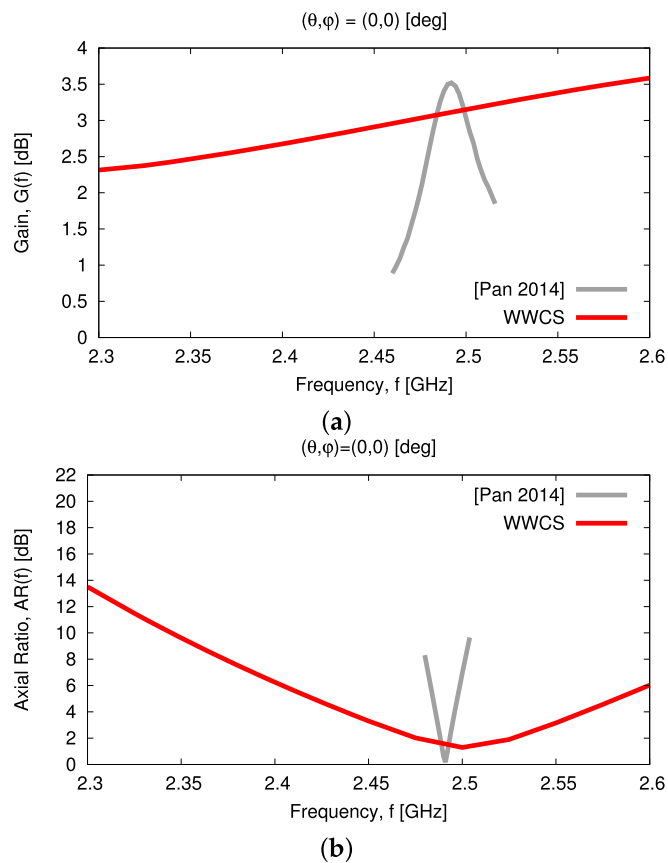 (θ,φ) = (0,0) [deg]
4
3.5
3
2.5
2
1.5
1
0.5
0
Gain, G(f) [dB]
[Pan 2014]
WWCS
2.3 2.35 2.4 2.45 2.5 2.55 2.6
Frequency, f [GHz]
(a)
(θ,φ)=(0,0) [deg]
22
20
18
16
14
12
10
8
6
4
2
0
Axial Ratio, AR(f) [dB]
[Pan 2014]
WWCS
2.3 2.35 2.4 2.45 2.5 2.55 2.6
Frequency, f [GHz]
(b)